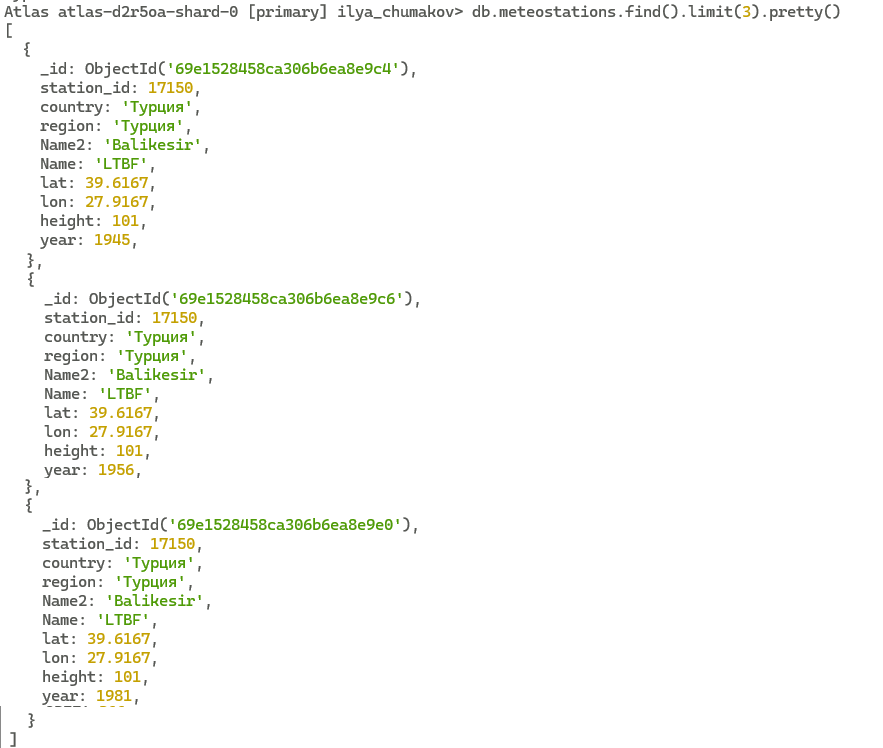 Atlas atlas-d2r5oa-shard-0 [primary] ilya_chumakov> db.meteostations.find().limit(3).pretty()
[
{
_id: ObjectId('69e1528458ca306b6ea8e9c4'),
station_id: 17150,
country: 'Турция',
region: 'Турция',
Name2: 'Balikesir',
Name: 'LTBF',
lat: 39.6167,
lon: 27.9167,
height: 101,
year: 1945,
},
{
_id: ObjectId('69e1528458ca306b6ea8e9c6'),
station_id: 17150,
country: 'Турция',
region: 'Турция',
Name2: 'Balikesir',
Name: 'LTBF',
lat: 39.6167,
lon: 27.9167,
height: 101,
year: 1956,
},
{
_id: ObjectId('69e1528458ca306b6ea8e9e0'),
station_id: 17150,
country: 'Турция',
region: 'Турция',
Name2: 'Balikesir',
Name: 'LTBF',
lat: 39.6167,
lon: 27.9167,
height: 101,
year: 1981,
}
]